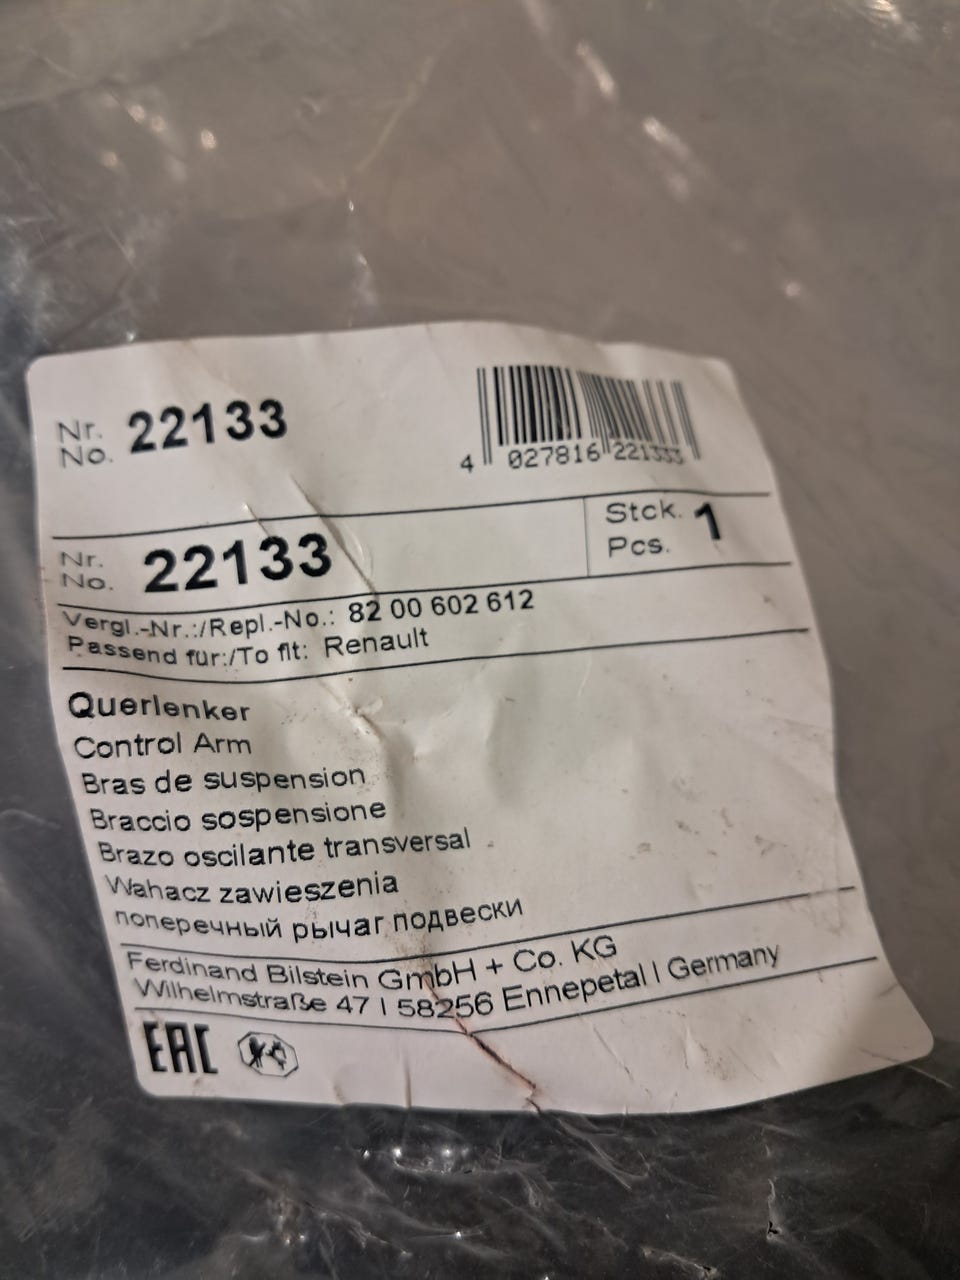 Nr.
No. 22133
4 027816 221333
Nr.
No. 22133
Stck.
Pcs. 1
Vergl.-Nr.:/Repl.-No.: 82 00 602 612
Passend für:/To fit: Renault
Querlenker
Control Arm
Bras de suspension
Braccio sospensione
Brazo oscilante transversal
Wahacz zawieszenia
поперечный рычаг подвески
Ferdinand Bilstein GmbH + Co. KG
Wilhelmstraße 47 | 58256 Ennepetal | Germany
EAC